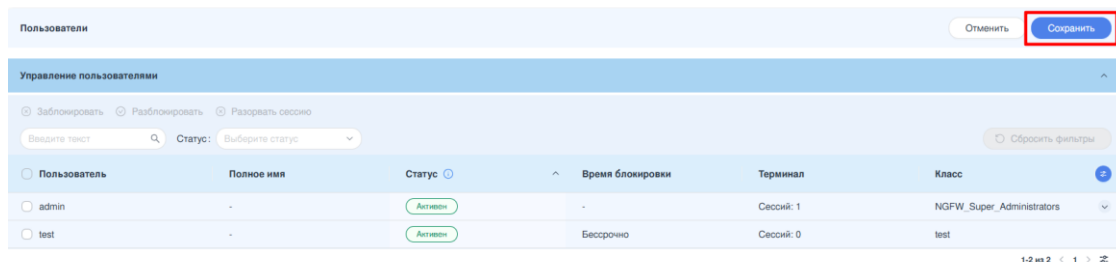 Пользователи Отменить Сохранить
Управление пользователями
Заблокировать Разблокировать Разорвать сессию
Введите текст Статус: Выберите статус Сбросить фильтры
Пользователь Полное имя Статус Время блокировки Терминал Класс
admin - Активен - Сессий: 1 NGFW_Super_Administrators
test - Активен Бессрочно Сессий: 0 test
1-2 из 2 < 1 >